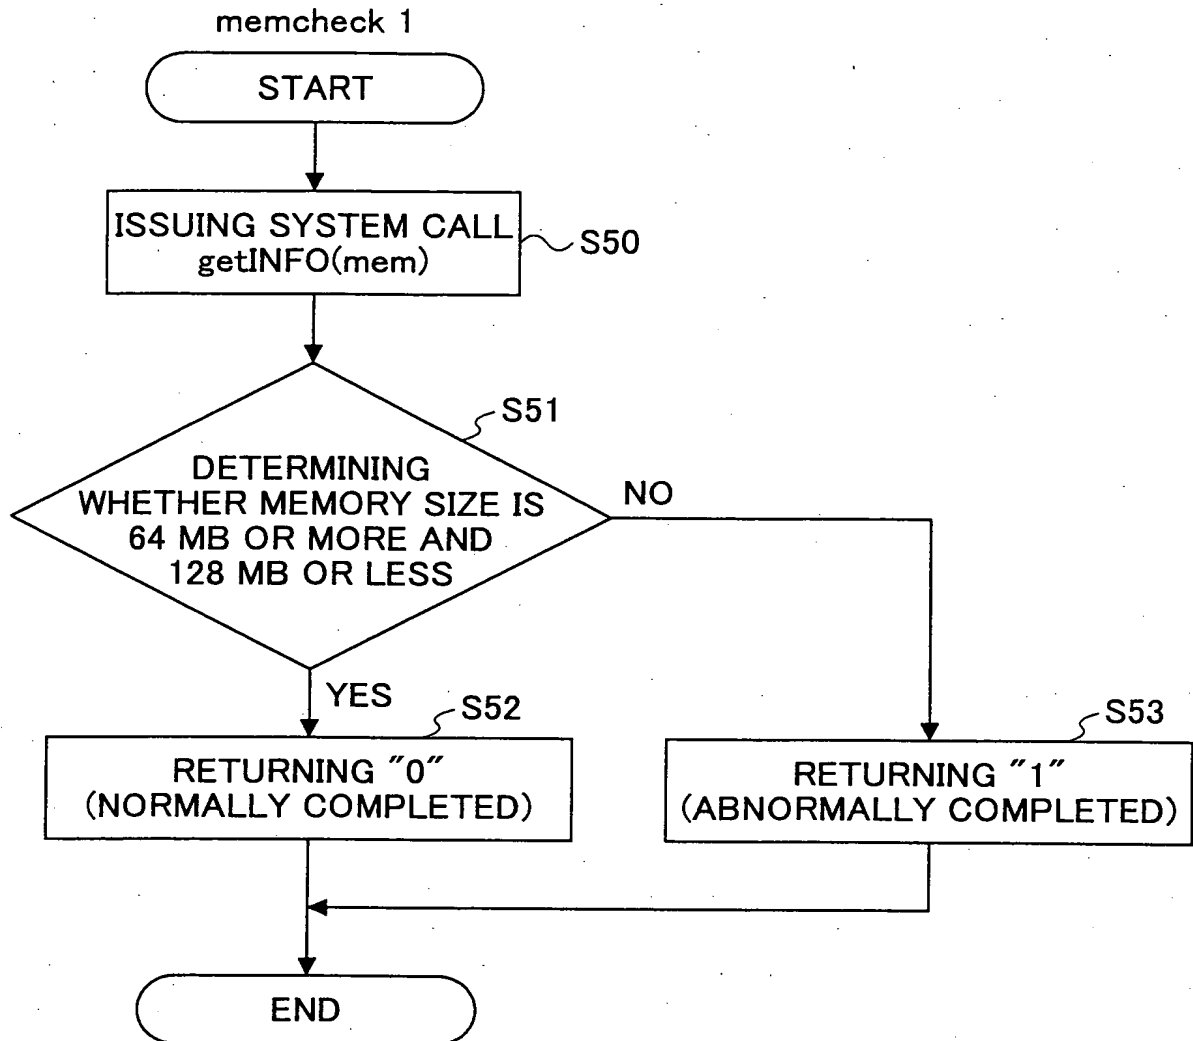 memcheck 1
START
ISSUING SYSTEM CALL
getINFO(mem)
S50
S51
DETERMINING
WHETHER MEMORY SIZE IS
64 MB OR MORE AND
128 MB OR LESS
NO
YES
S52
RETURNING "0"
(NORMALLY COMPLETED)
S53
RETURNING "1"
(ABNORMALLY COMPLETED)
END